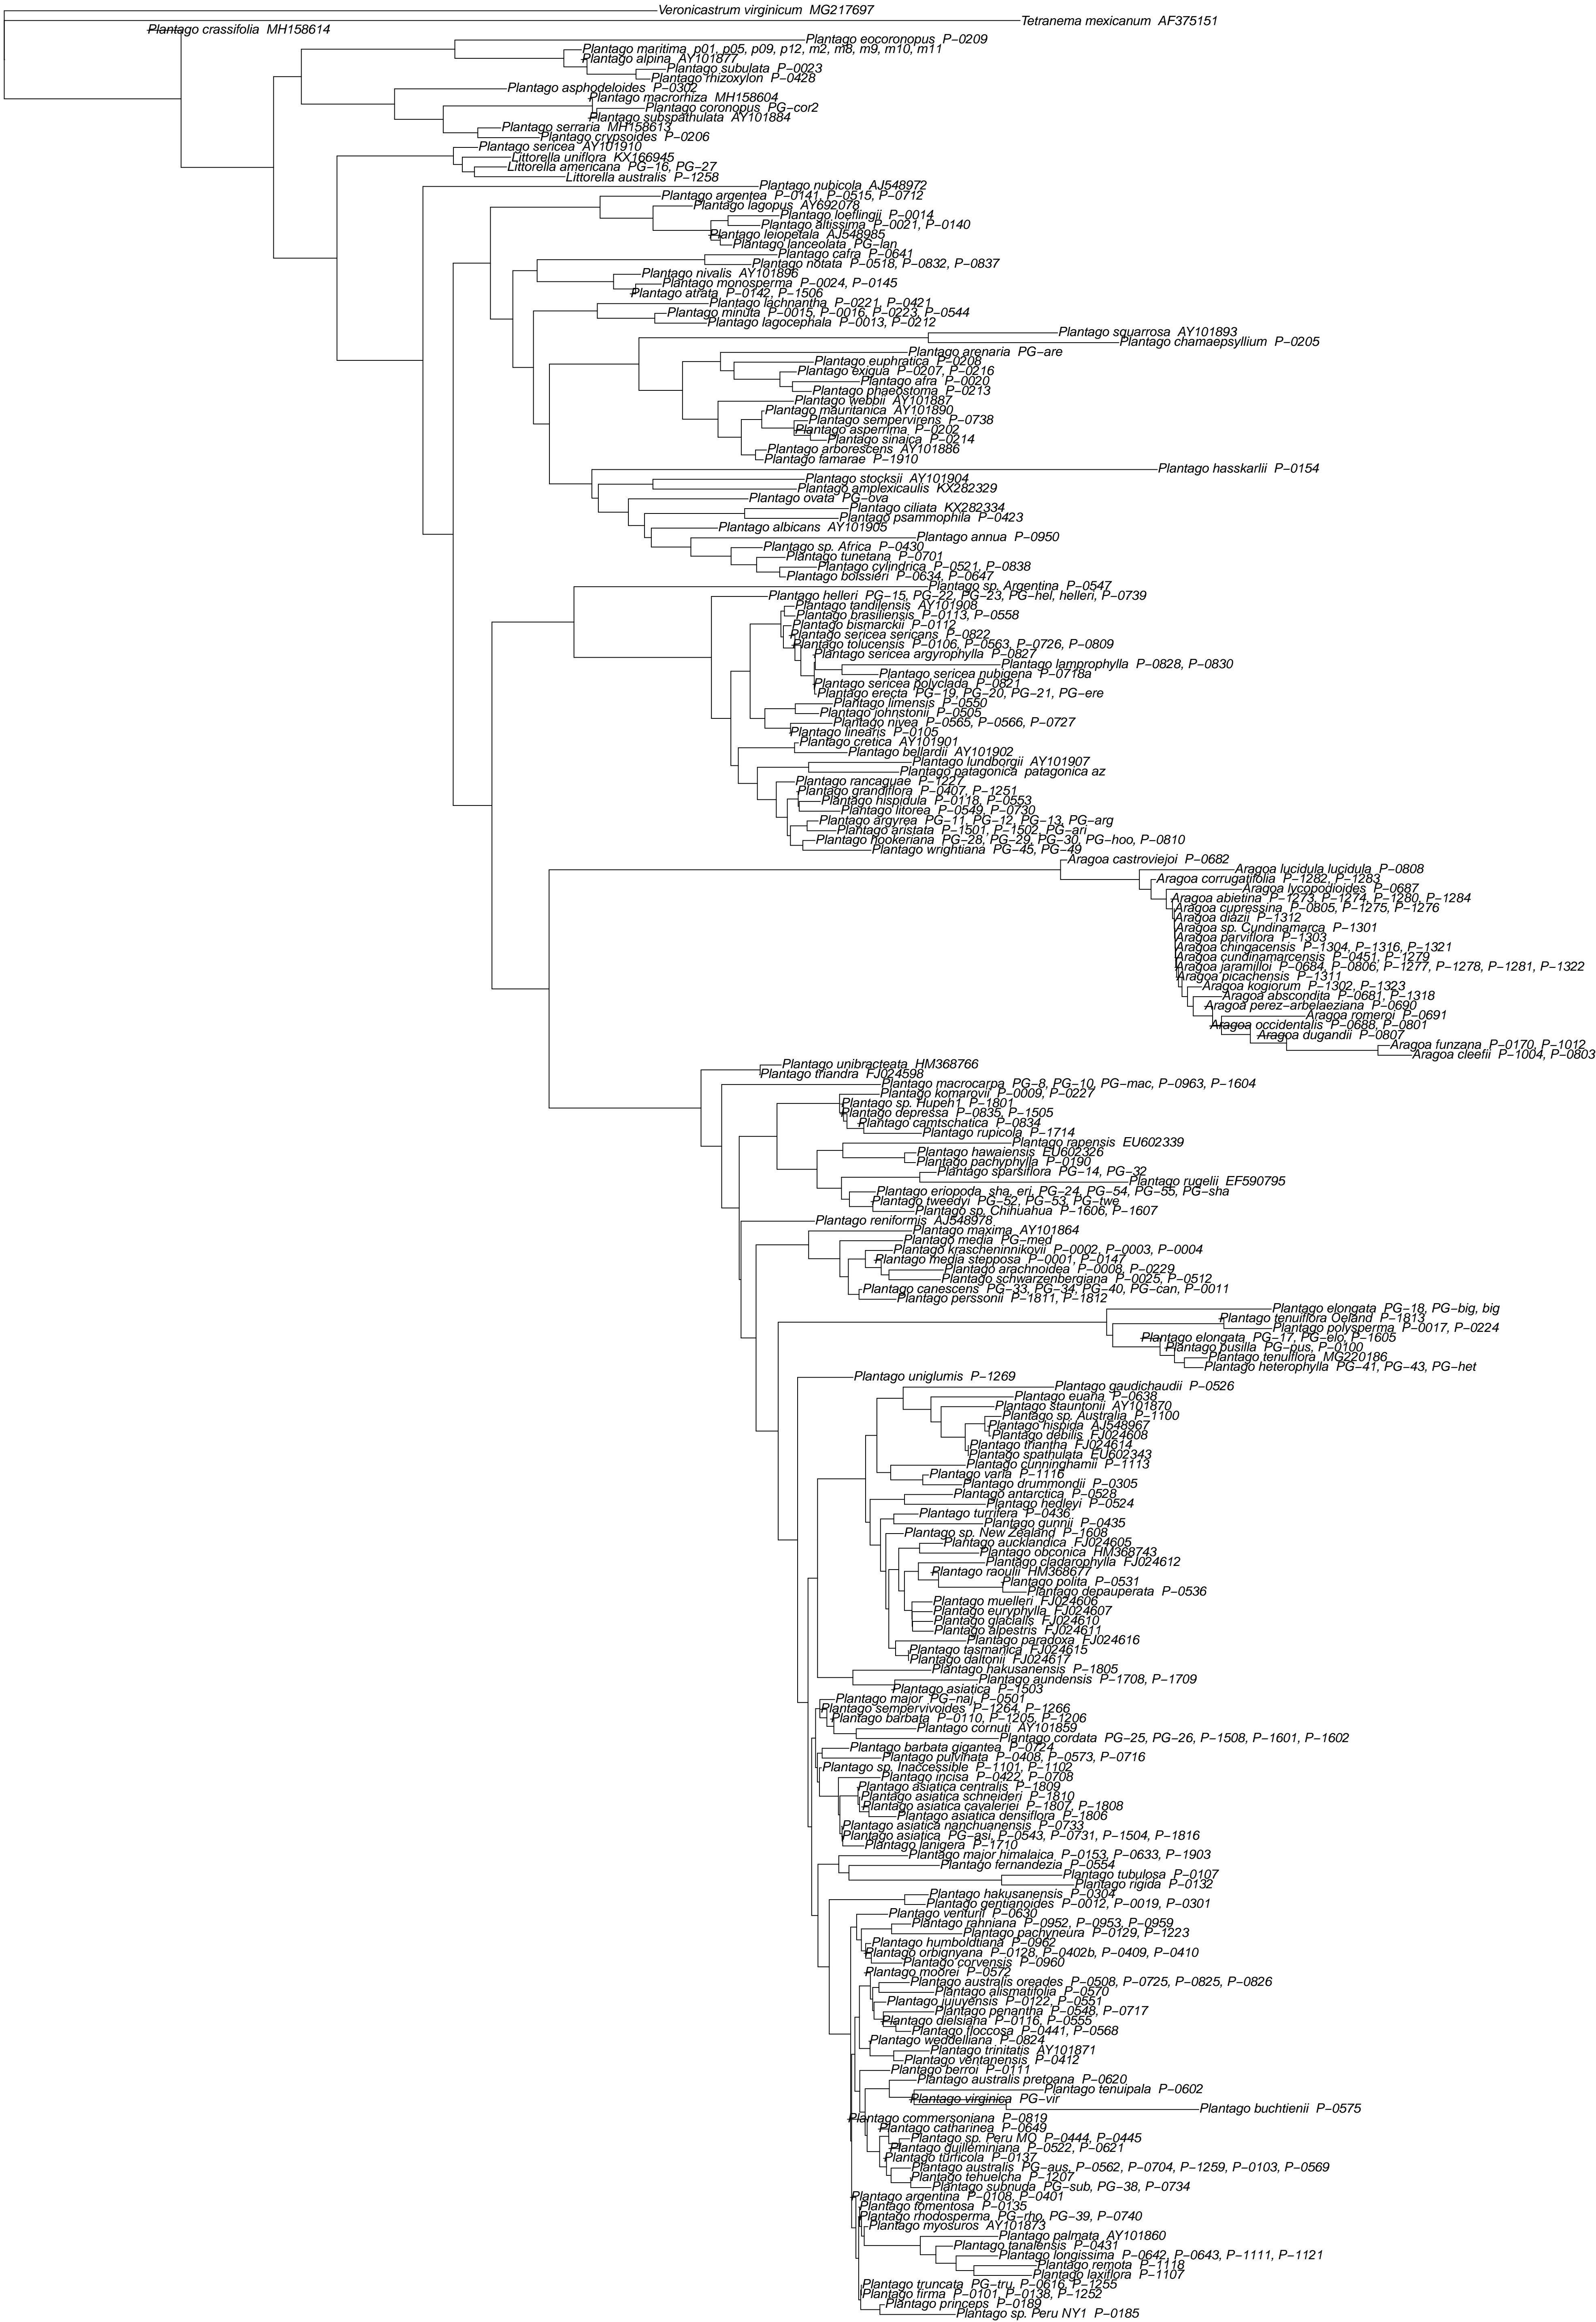 Veronicastrum virginicum MG217697
Tetranema mexicanum AF375151
Plantago crassifolia MH158614
Plantago eocoronopus P−0209
Plantago maritima p01, p05, p09, p12, m2, m8, m9, m10, m11
Plantago alpina AY101877
Plantago subulata P−0023
Plantago rhizoxylon P−0428
Plantago asphodeloides P−0302
Plantago macrorhiza MH158604
Plantago coronopus PG−cor2
Plantago subspathulata AY101884
Plantago serraria MH158613
Plantago crypsoides P−0206
Plantago sericea AY101910
Littorella uniflora KX166945
Littorella americana PG−16, PG−27
Littorella australis P−1258
Plantago nubicola AJ548972
Plantago argentea P−0141, P−0515, P−0712
Plantago lagopus AY692078
Plantago loeflingii P−0014
Plantago altissima P−0021, P−0140
Plantago leiopetala AJ548985
Plantago lanceolata PG−lan
Plantago cafra P−0641
Plantago notata P−0518, P−0832, P−0837
Plantago nivalis AY101896
Plantago monosperma P−0024, P−0145
Plantago atrata P−0142, P−1506
Plantago lachnantha P−0221, P−0421
Plantago minuta P−0015, P−0016, P−0223, P−0544
Plantago lagocephala P−0013, P−0212
Plantago squarrosa AY101893
Plantago chamaepsyllium P−0205
Plantago arenaria PG−are
Plantago euphratica P−0208
Plantago exigua P−0207, P−0216
Plantago afra P−0020
Plantago phaeostoma P−0213
Plantago webbii AY101887
Plantago mauritanica AY101890
Plantago sempervirens P−0738
Plantago asperrima P−0202
Plantago sinaica P−0214
Plantago arborescens AY101886
Plantago famarae P−1910
Plantago hasskarlii P−0154
Plantago stocksii AY101904
Plantago amplexicaulis KX282329
Plantago ovata PG−ova
Plantago ciliata KX282334
Plantago psammophila P−0423
Plantago albicans AY101905
Plantago annua P−0950
Plantago sp. Africa P−0430
Plantago tunetana P−0701
Plantago cylindrica P−0521, P−0838
Plantago boissieri P−0634, P−0647
Plantago sp. Argentina P−0547
Plantago helleri PG−15, PG−22, PG−23, PG−hel, helleri, P−0739
Plantago tandilensis AY101908
Plantago brasiliensis P−0113, P−0558
Plantago bismarckii P−0112
Plantago sericea sericans P−0822
Plantago tolucensis P−0106, P−0563, P−0726, P−0809
Plantago sericea argyrophylla P−0827
Plantago lamprophylla P−0828, P−0830
Plantago sericea nubigena P−0718a
Plantago sericea polyclada P−0821
Plantago erecta PG−19, PG−20, PG−21, PG−ere
Plantago limensis P−0550
Plantago johnstonii P−0505
Plantago nivea P−0565, P−0566, P−0727
Plantago linearis P−0105
Plantago cretica AY101901
Plantago bellardii AY101902
Plantago lundborgii AY101907
Plantago patagonica patagonica az
Plantago rancaguae P−1227
Plantago grandiflora P−0407, P−1251
Plantago hispidula P−0118, P−0553
Plantago litorea P−0549, P−0730
Plantago argyrea PG−11, PG−12, PG−13, PG−arg
Plantago aristata P−1501, P−1502, PG−ari
Plantago hookeriana PG−28, PG−29, PG−30, PG−hoo, P−0810
Plantago wrightiana PG−45, PG−49
Aragoa castroviejoi P−0682
Aragoa lucidula lucidula P−0808
Aragoa corrugatifolia P−1282, P−1283
Aragoa lycopodioides P−0687
Aragoa abietina P−1273, P−1274, P−1280, P−1284
Aragoa cupressina P−0805, P−1275, P−1276
Aragoa diazii P−1312
Aragoa sp. Cundinamarca P−1301
Aragoa parviflora P−1303
Aragoa chingacensis P−1304, P−1316, P−1321
Aragoa cundinamarcensis P−0451, P−1279
Aragoa jaramilloi P−0684, P−0806, P−1277, P−1278, P−1281, P−1322
Aragoa picachensis P−1311
Aragoa kogiorum P−1302, P−1323
Aragoa abscondita P−0681, P−1318
Aragoa perez−arbelaeziana P−0690
Aragoa romeroi P−0691
Aragoa occidentalis P−0688, P−0801
Aragoa dugandii P−0807
Aragoa funzana P−0170, P−1012
Aragoa cleefii P−1004, P−0803
Plantago unibracteata HM368766
Plantago triandra FJ024598
Plantago macrocarpa PG−8, PG−10, PG−mac, P−0963, P−1604
Plantago komarovii P−0009, P−0227
Plantago sp. Hupeh1 P−1801
Plantago depressa P−0835, P−1505
Plantago camtschatica P−0834
Plantago rupicola P−1714
Plantago rapensis EU602339
Plantago hawaiensis EU602326
Plantago pachyphylla P−0190
Plantago sparsiflora PG−14, PG−32
Plantago rugelii EF590795
Plantago eriopoda sha, eri, PG−24, PG−54, PG−55, PG−sha
Plantago tweedyi PG−52, PG−53, PG−twe
Plantago sp. Chihuahua P−1606, P−1607
Plantago reniformis AJ548978
Plantago maxima AY101864
Plantago media PG−med
Plantago krascheninnikovii P−0002, P−0003, P−0004
Plantago media stepposa P−0001, P−0147
Plantago arachnoidea P−0008, P−0229
Plantago schwarzenbergiana P−0025, P−0512
Plantago canescens PG−33, PG−34, PG−40, PG−can, P−0011
Plantago perssonii P−1811, P−1812
Plantago elongata PG−18, PG−big, big
Plantago tenuiflora Oeland P−1813
Plantago polysperma P−0017, P−0224
Plantago elongata PG−17, PG−elo, P−1605
Plantago pusilla PG−pus, P−0100
Plantago tenuiflora MG220186
Plantago heterophylla PG−41, PG−43, PG−het
Plantago uniglumis P−1269
Plantago gaudichaudii P−0526
Plantago euana P−0638
Plantago stauntonii AY101870
Plantago sp. Australia P−1100
Plantago hispida AJ548967
Plantago debilis FJ024608
Plantago triantha FJ024614
Plantago spathulata EU602343
Plantago cunninghamii P−1113
Plantago varia P−1116
Plantago drummondii P−0305
Plantago antarctica P−0528
Plantago hedleyi P−0524
Plantago turrifera P−0436
Plantago gunnii P−0435
Plantago sp. New Zealand P−1608
Plantago aucklandica FJ024605
Plantago obconica HM368743
Plantago cladarophylla FJ024612
Plantago raoulii HM368677
Plantago polita P−0531
Plantago depauperata P−0536
Plantago muelleri FJ024606
Plantago euryphylla FJ024607
Plantago glacialis FJ024610
Plantago alpestris FJ024611
Plantago paradoxa FJ024616
Plantago tasmanica FJ024615
Plantago daltonii FJ024617
Plantago hakusanensis P−1805
Plantago aundensis P−1708, P−1709
Plantago asiatica P−1503
Plantago major PG−naj, P−0501
Plantago sempervivoides P−1264, P−1266
Plantago barbata P−0110, P−1205, P−1206
Plantago cornuti AY101859
Plantago cordata PG−25, PG−26, P−1508, P−1601, P−1602
Plantago barbata gigantea P−0724
Plantago pulvinata P−0408, P−0573, P−0716
Plantago sp. Inaccessible P−1101, P−1102
Plantago incisa P−0422, P−0708
Plantago asiatica centralis P−1809
Plantago asiatica schneideri P−1810
Plantago asiatica cavaleriei P−1807, P−1808
Plantago asiatica densiflora P−1806
Plantago asiatica nanchuanensis P−0733
Plantago asiatica PG−asi, P−0543, P−0731, P−1504, P−1816
Plantago lanigera P−1710
Plantago major himalaica P−0153, P−0633, P−1903
Plantago fernandezia P−0554
Plantago tubulosa P−0107
Plantago rigida P−0132
Plantago hakusanensis P−0304
Plantago gentianoides P−0012, P−0019, P−0301
Plantago venturii P−0630
Plantago rahniana P−0952, P−0953, P−0959
Plantago pachyneura P−0129, P−1223
Plantago humboldtiana P−0962
Plantago orbignyana P−0128, P−0402b, P−0409, P−0410
Plantago corvensis P−0960
Plantago moorei P−0572
Plantago australis oreades P−0508, P−0725, P−0825, P−0826
Plantago alismatifolia P−0570
Plantago jujuyensis P−0122, P−0551
Plantago penantha P−0548, P−0717
Plantago dielsiana P−0116, P−0555
Plantago floccosa P−0441, P−0568
Plantago weddelliana P−0824
Plantago trinitatis AY101871
Plantago ventanensis P−0412
Plantago berroi P−0111
Plantago australis pretoana P−0620
Plantago tenuipala P−0602
Plantago virginica PG−vir
Plantago buchtienii P−0575
Plantago commersoniana P−0819
Plantago catharinea P−0649
Plantago sp. Peru MO P−0444, P−0445
Plantago guilleminiana P−0522, P−0621
Plantago turficola P−0137
Plantago australis PG−aus, P−0562, P−0704, P−1259, P−0103, P−0569
Plantago tehuelcha P−1207
Plantago subnuda PG−sub, PG−38, P−0734
Plantago argentina P−0108, P−0401
Plantago tomentosa P−0135
Plantago rhodosperma PG−rho, PG−39, P−0740
Plantago myosuros AY101873
Plantago palmata AY101860
Plantago tanalensis P−0431
Plantago longissima P−0642, P−0643, P−1111, P−1121
Plantago remota P−1118
Plantago laxiflora P−1107
Plantago truncata PG−tru, P−0616, P−1255
Plantago firma P−0101, P−0138, P−1252
Plantago princeps P−0189
Plantago sp. Peru NY1 P−0185